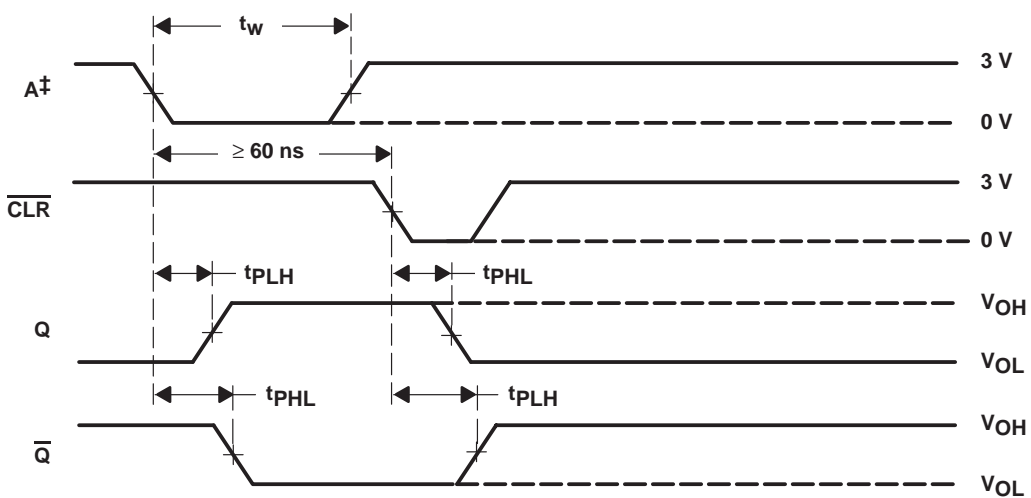 tw
A‡
3 V
0 V
≥ 60 ns
CLR
3 V
0 V
tPLH
tPHL
Q
VOH
VOL
tPHL
tPLH
Q
VOH
VOL